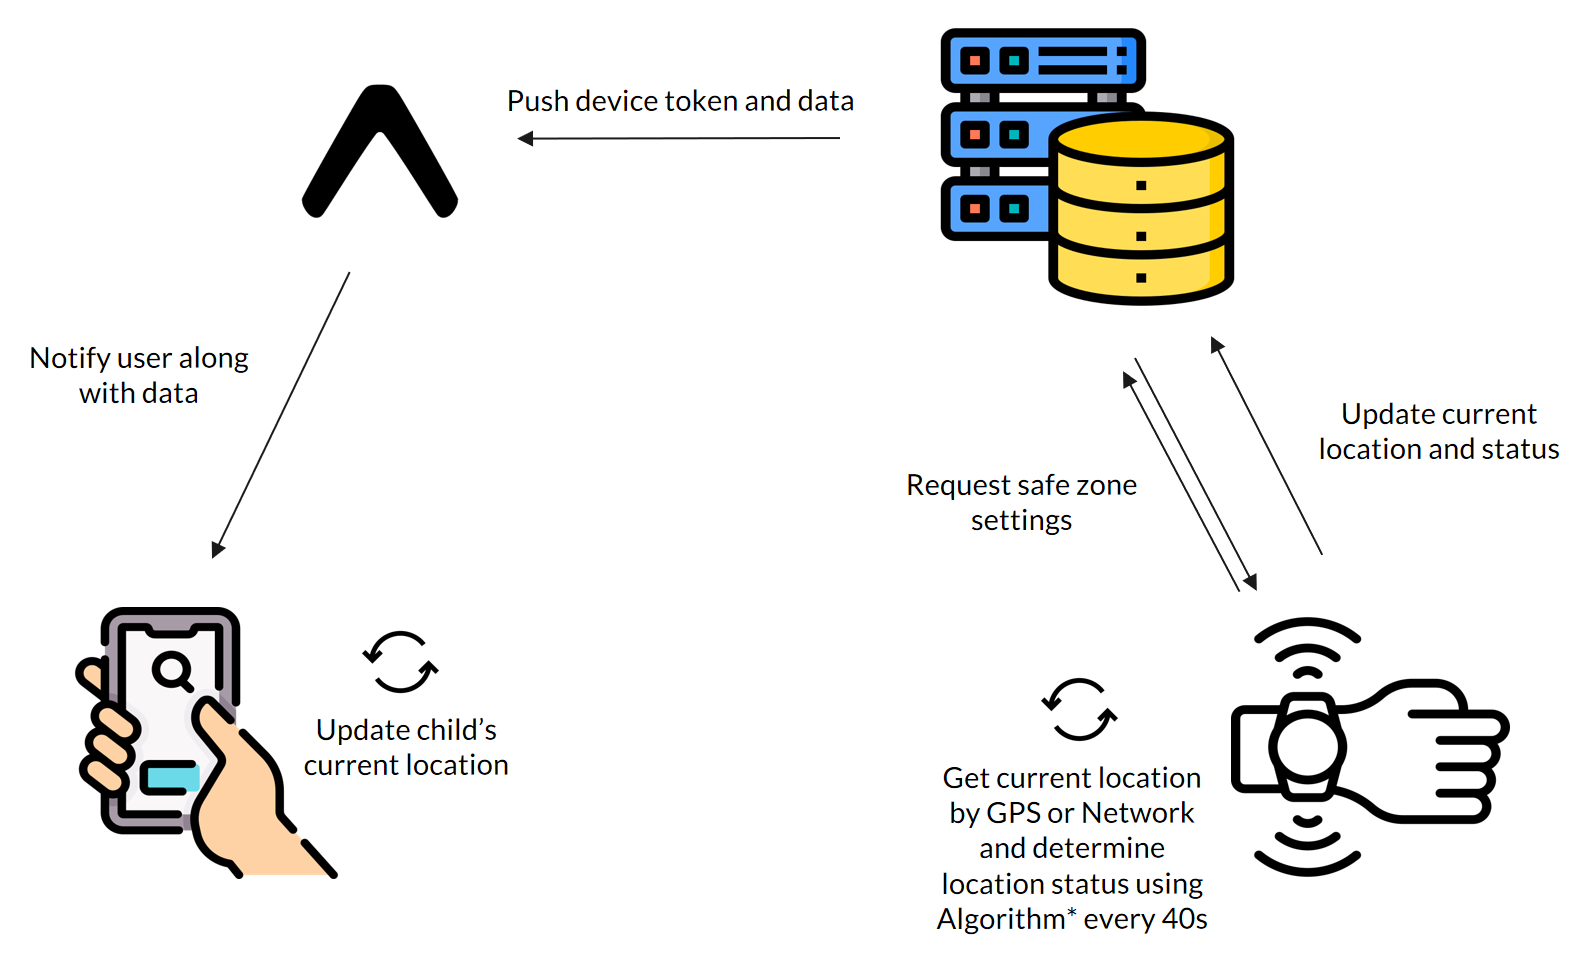 Push device token and data
Notify user along
with data
Update current
location and status
Request safe zone
settings
Update child’s
current location
Get current location
by GPS or Network
and determine
location status using
Algorithm* every 40s